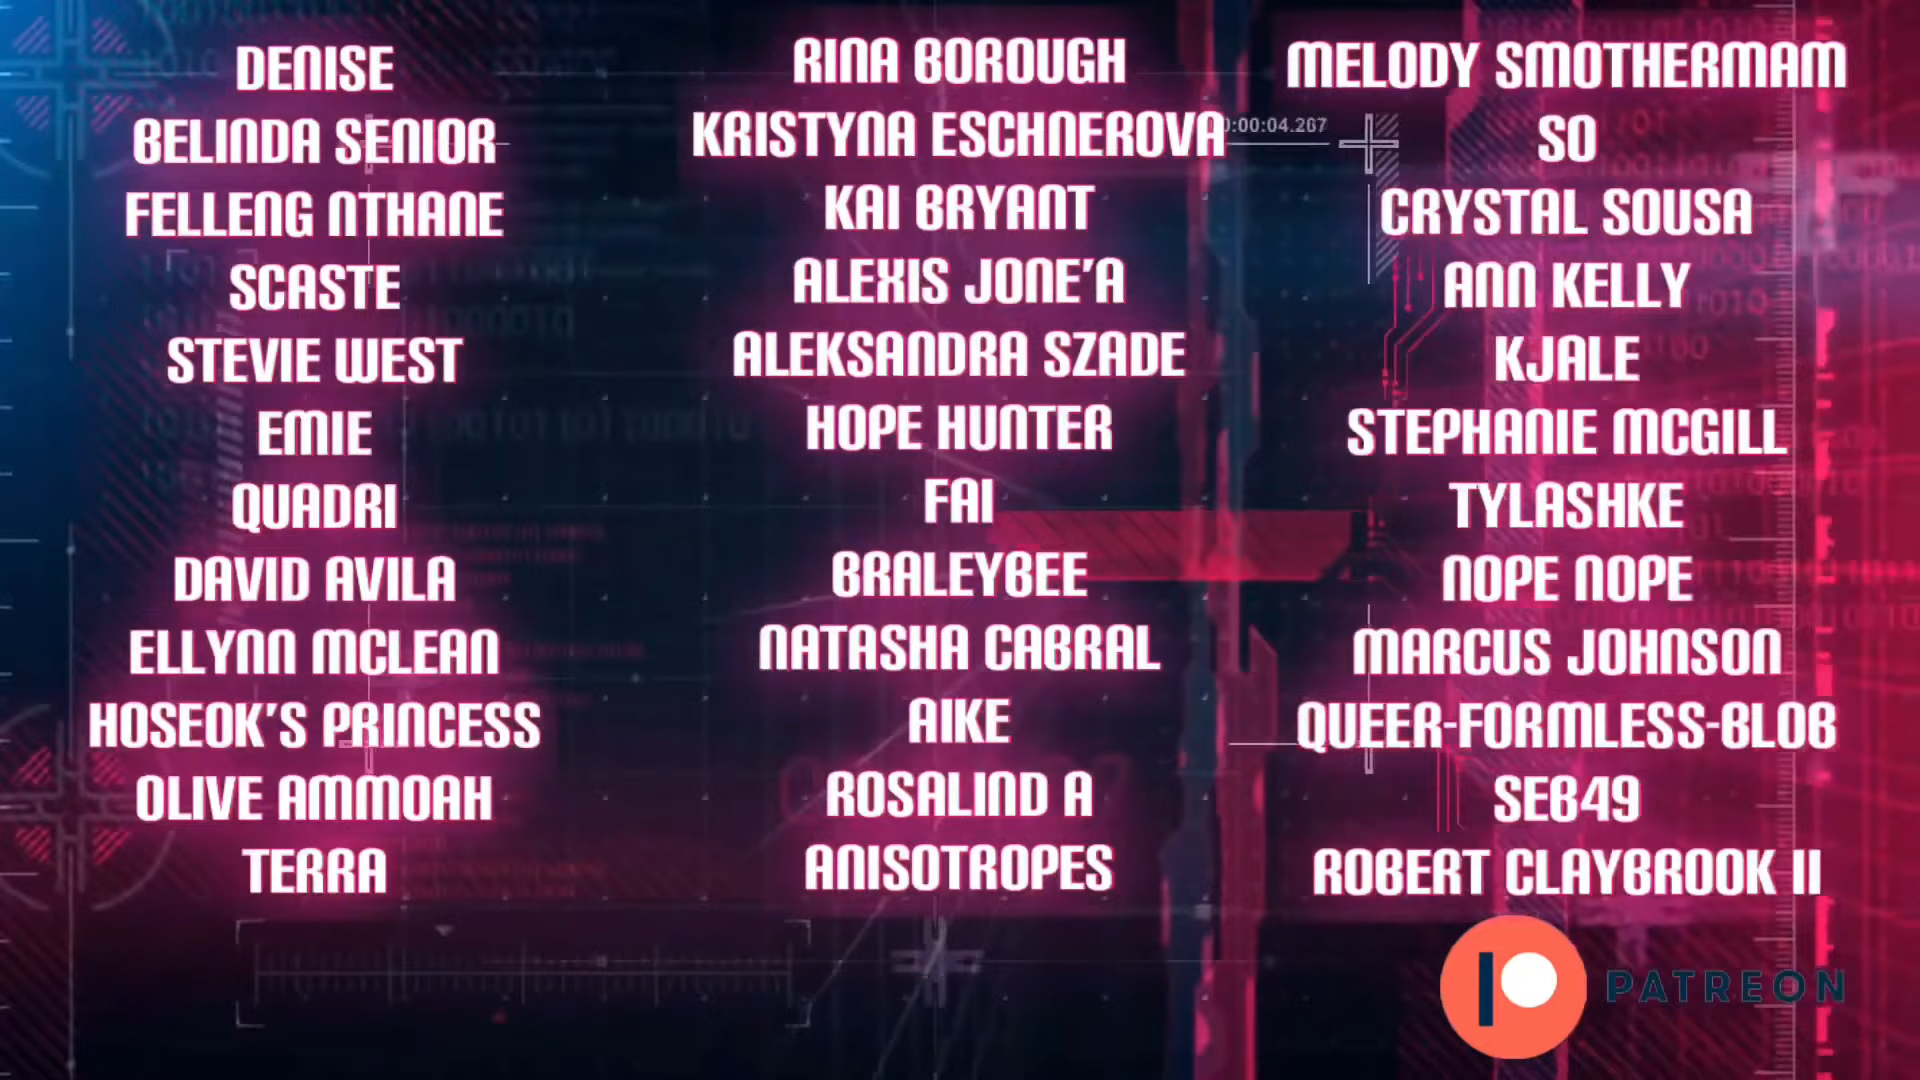 DENISE
BELINDA SENIOR
FELLENG NTHANE
SCASTE
STEVIE WEST
EMIE
QUADRI
DAVID AVILA
ELLYNN MCLEAN
HOSEOK'S PRINCESS
OLIVE AMMOAH
TERRA
RINA BOROUGH
KRISTYNA ESCHNEROVA
KAI BRYANT
ALEXIS JONE'A
ALEKSANDRA SZADE
HOPE HUNTER
FAI
BRALEYBEE
NATASHA CABRAL
AIKE
ROSALIND A
ANISOTROPES
:00:04.267
MELODY SMOTHERMAM
SO
CRYSTAL SOUSA
ANN KELLY
KJALE
STEPHANIE MCGILL
TYLASHKE
NOPE NOPE
MARCUS JOHNSON
QUEER-FORMLESS-BLOB
SEB49
ROBERT CLAYBROOK II
PATREON